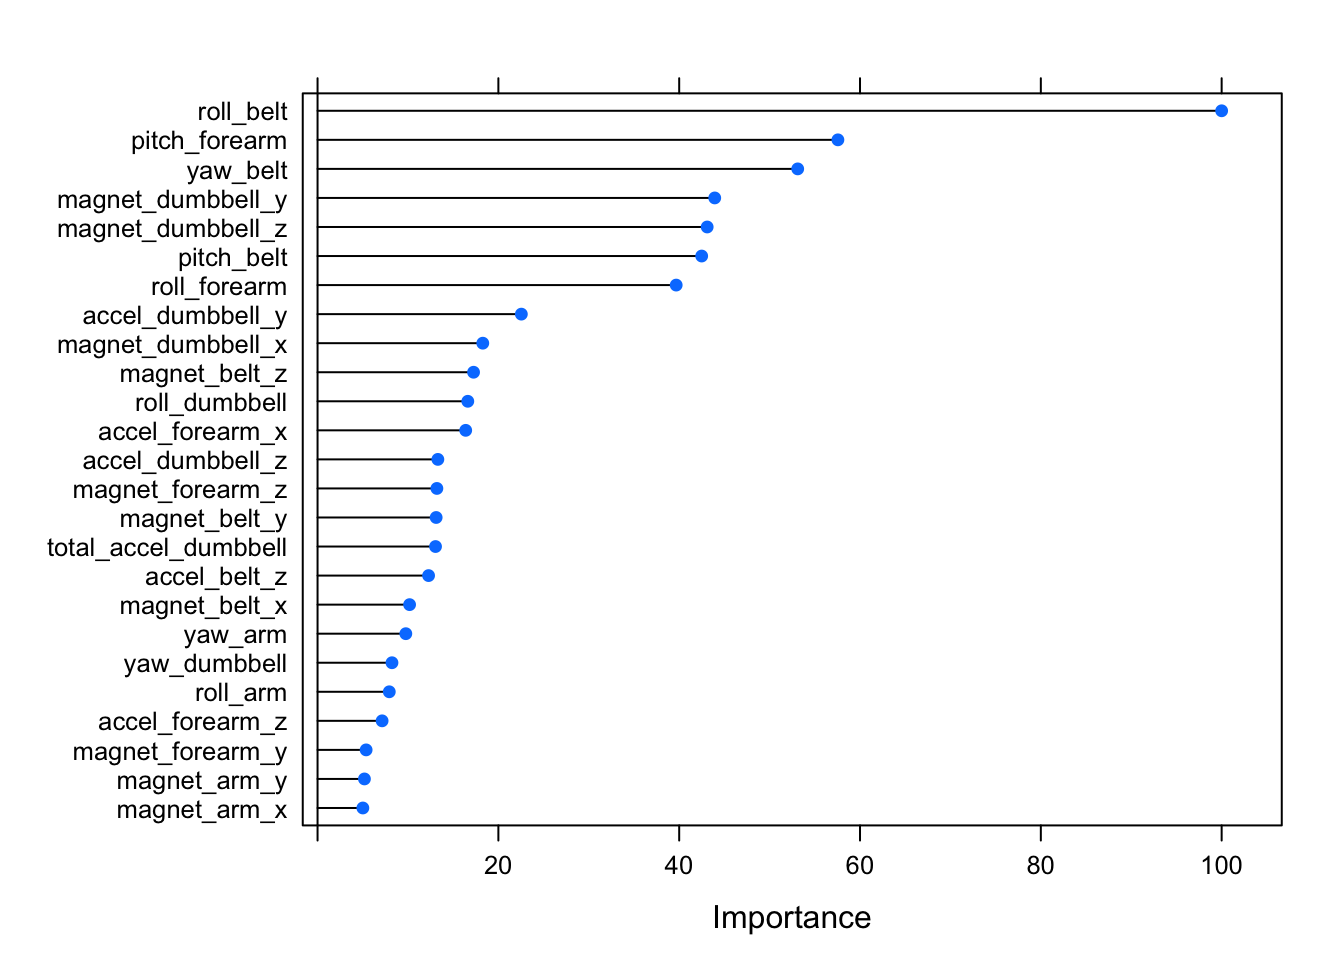 roll_belt
pitch_forearm
yaw_belt
magnet_dumbbell_y
magnet_dumbbell_z
pitch_belt
roll_forearm
accel_dumbbell_y
magnet_dumbbell_x
magnet_belt_z
roll_dumbbell
accel_forearm_x
accel_dumbbell_z
magnet_forearm_z
magnet_belt_y
total_accel_dumbbell
accel_belt_z
magnet_belt_x
yaw_arm
yaw_dumbbell
roll_arm
accel_forearm_z
magnet_forearm_y
magnet_arm_y
magnet_arm_x
20 40 60 80 100
Importance